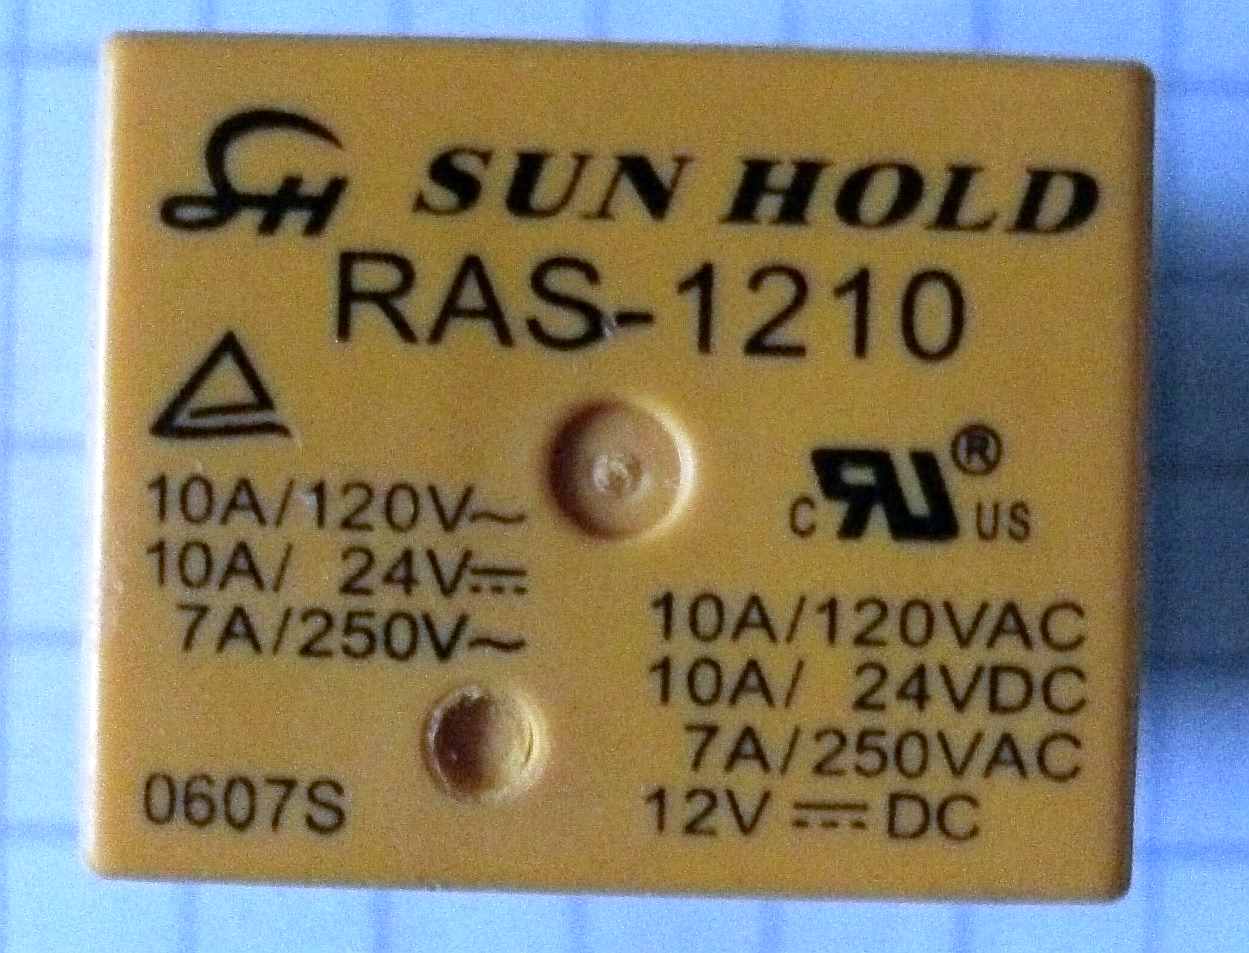 SH SUN HOLD
RAS-1210
10A/120V~
10A/ 24V⎓
7A/250V~
0607S
c RU® US
10A/120VAC
10A/ 24VDC
7A/250VAC
12V ⎓ DC